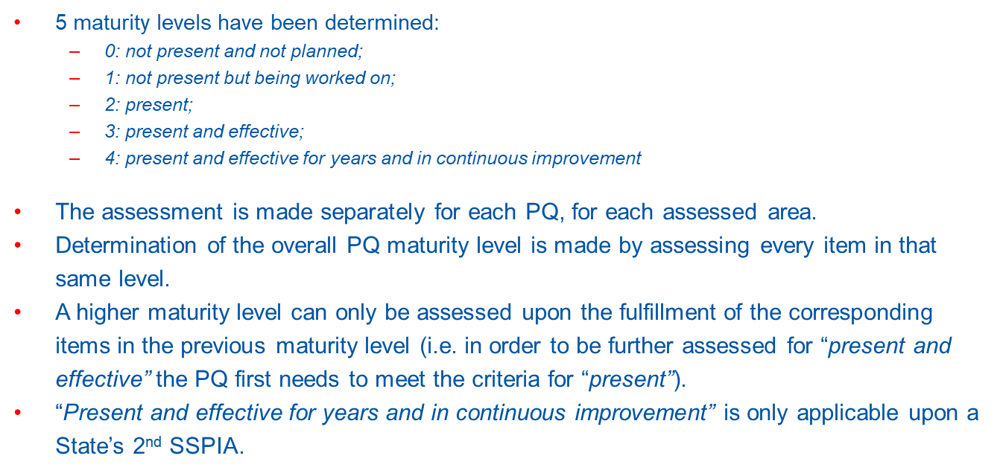 • 5 maturity levels have been determined:
– 0: not present and not planned;
– 1: not present but being worked on;
– 2: present;
– 3: present and effective;
– 4: present and effective for years and in continuous improvement
• The assessment is made separately for each PQ, for each assessed area.
• Determination of the overall PQ maturity level is made by assessing every item in that
same level.
• A higher maturity level can only be assessed upon the fulfillment of the corresponding
items in the previous maturity level (i.e. in order to be further assessed for “present and
effective” the PQ first needs to meet the criteria for “present”).
• “Present and effective for years and in continuous improvement” is only applicable upon a
State’s 2nd SSPIA.